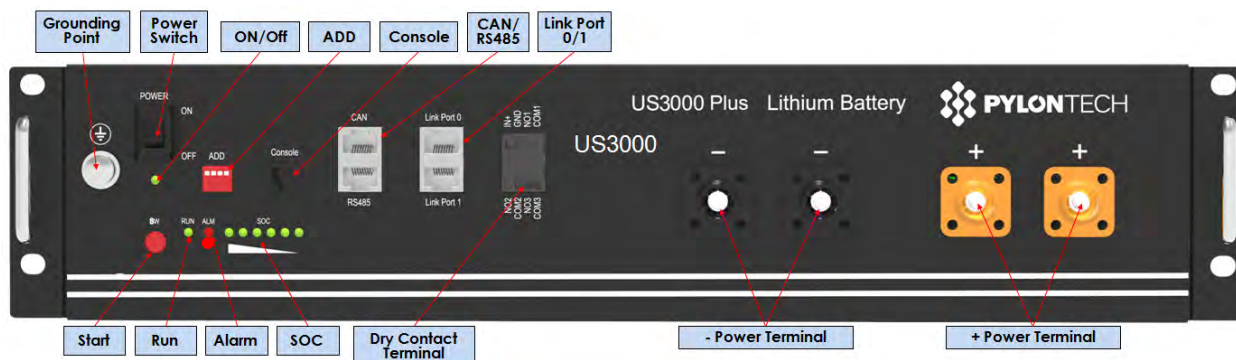 Grounding
Point
Power
Switch
ON/Off
ADD
Console
CAN/
RS485
Link Port
0/1
POWER
ON
OFF
ADD
Console
CAN
RS485
Link Port 0
Link Port 1
IN+
GND
NO1
COM1
NO2
COM2
NO3
COM3
US3000 Plus Lithium Battery
US3000
PYLONTECH
−
−
+
+
SW
RUN
ALM
SOC
Start
Run
Alarm
SOC
Dry Contact
Terminal
- Power Terminal
+ Power Terminal